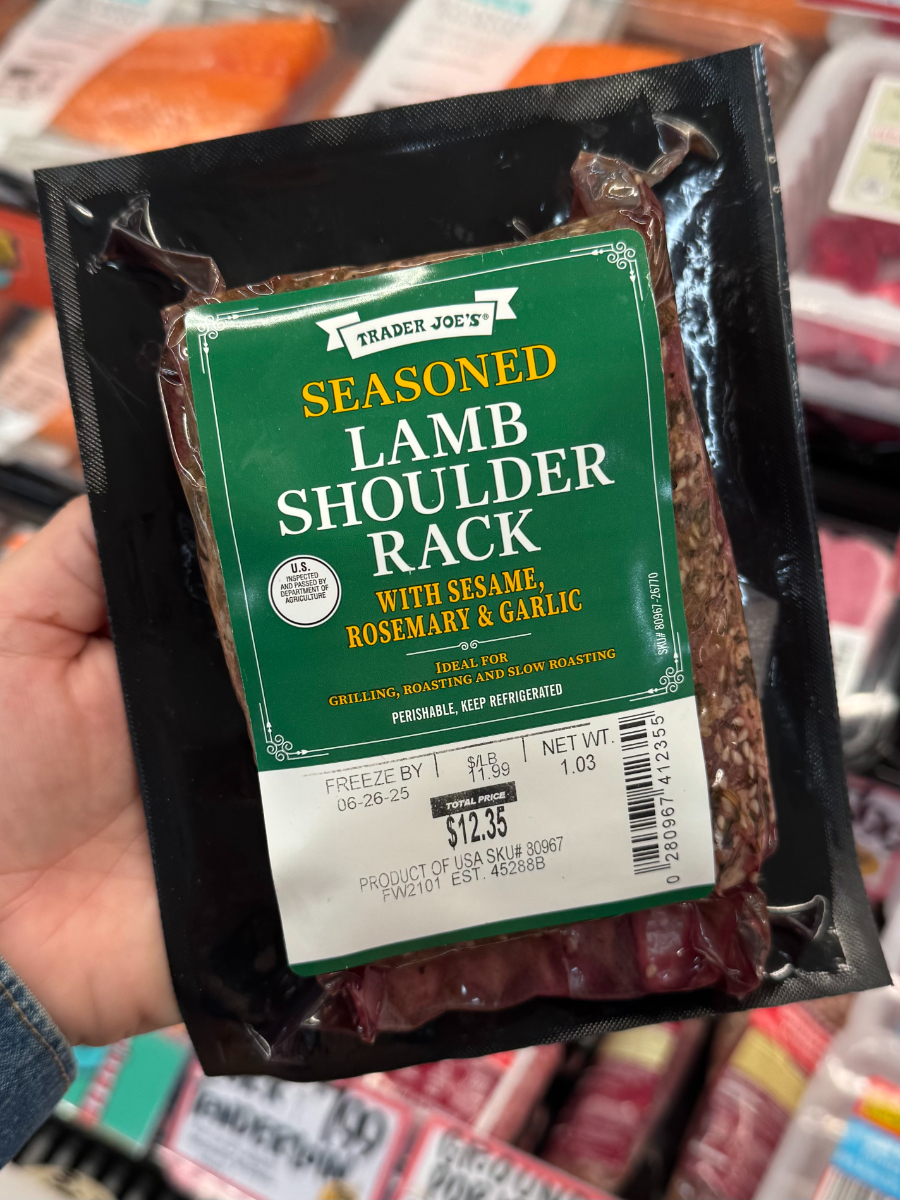 TRADER JOE'S®
SEASONED
LAMB
SHOULDER
RACK
WITH SESAME,
ROSEMARY & GARLIC
U.S.
INSPECTED
AND PASSED BY
DEPARTMENT OF
AGRICULTURE
IDEAL FOR
GRILLING, ROASTING AND SLOW ROASTING
PERISHABLE, KEEP REFRIGERATED
SKU# 80967-26770
FREEZE BY
06-26-25
$/LB
11.99
NET WT.
1.03
TOTAL PRICE
$12.35
PRODUCT OF USA SKU# 80967
FW2101 EST. 45288B
0 280967 412355
199
GROUND